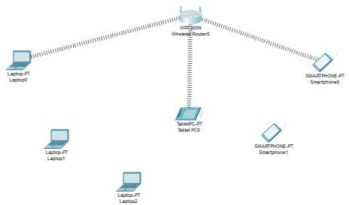 WRT300N
Wireless Router0
Laptop-PT
Laptop0
SMARTPHONE-PT
Smartphone0
TabletPC-PT
Tablet PC0
SMARTPHONE-PT
Smartphone1
Laptop-PT
Laptop1
Laptop-PT
Laptop2